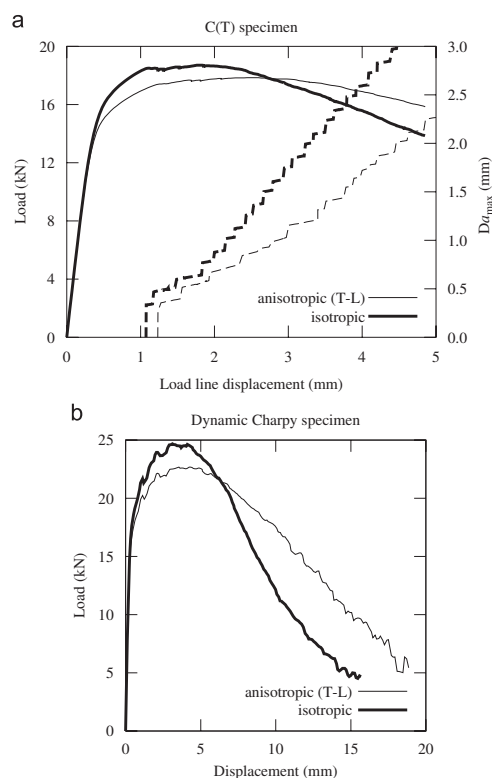 a
C(T) specimen
20
16
12
8
4
0
Load (kN)
3.0
2.5
2.0
1.5
1.0
0.5
0.0
Da_max (mm)
anisotropic (T-L)
isotropic
0 1 2 3 4 5
Load line displacement (mm)
b
Dynamic Charpy specimen
25
20
15
10
5
0
Load (kN)
anisotropic (T-L)
isotropic
0 5 10 15 20
Displacement (mm)